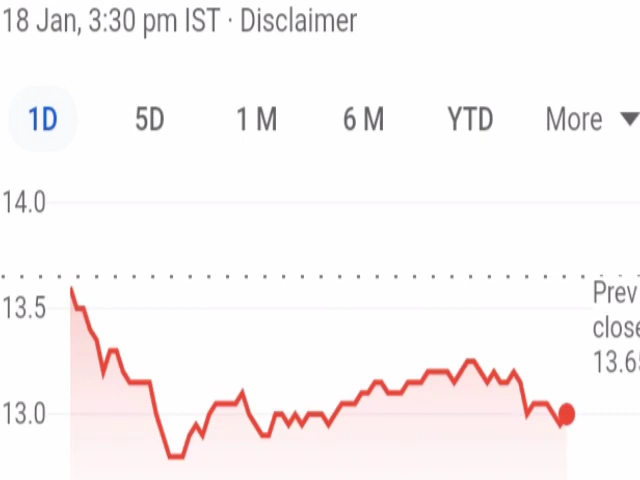 18 Jan, 3:30 pm IST · Disclaimer
1D 5D 1 M 6 M YTD More
14.0
13.5
13.0
Prev
close
13.65